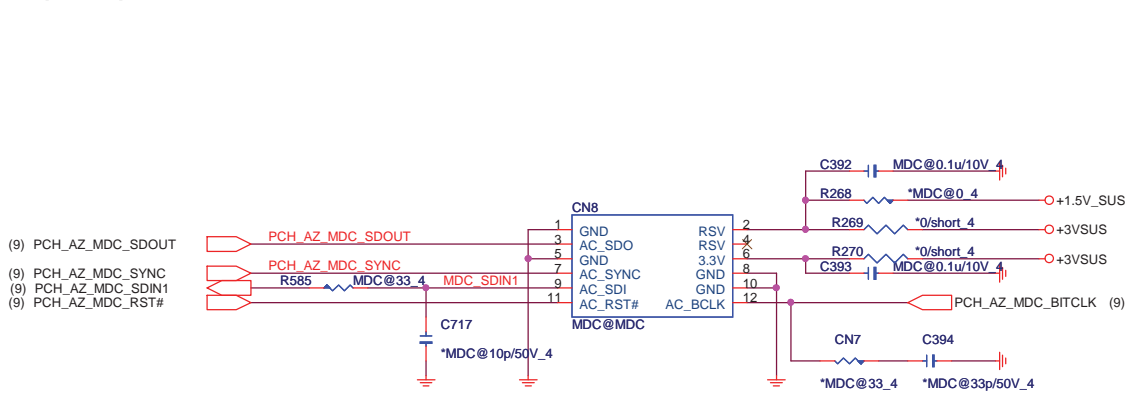 C392 MDC@0.1u/10V_4
R268 *MDC@0_4 +1.5V_SUS
CN8
R269 *0/short_4 +3VSUS
1 GND RSV 2
(9) PCH_AZ_MDC_SDOUT PCH_AZ_MDC_SDOUT 3 AC_SDO RSV 4
R270 *0/short_4 +3VSUS
5 GND 3.3V 6
(9) PCH_AZ_MDC_SYNC PCH_AZ_MDC_SYNC 7 AC_SYNC GND 8
C393 MDC@0.1u/10V_4
(9) PCH_AZ_MDC_SDIN1 R585 MDC@33_4 MDC_SDIN1 9 AC_SDI GND 10
(9) PCH_AZ_MDC_RST# 11 AC_RST# AC_BCLK 12 PCH_AZ_MDC_BITCLK (9)
C717 MDC@MDC
CN7 C394
*MDC@10p/50V_4
*MDC@33_4 *MDC@33p/50V_4